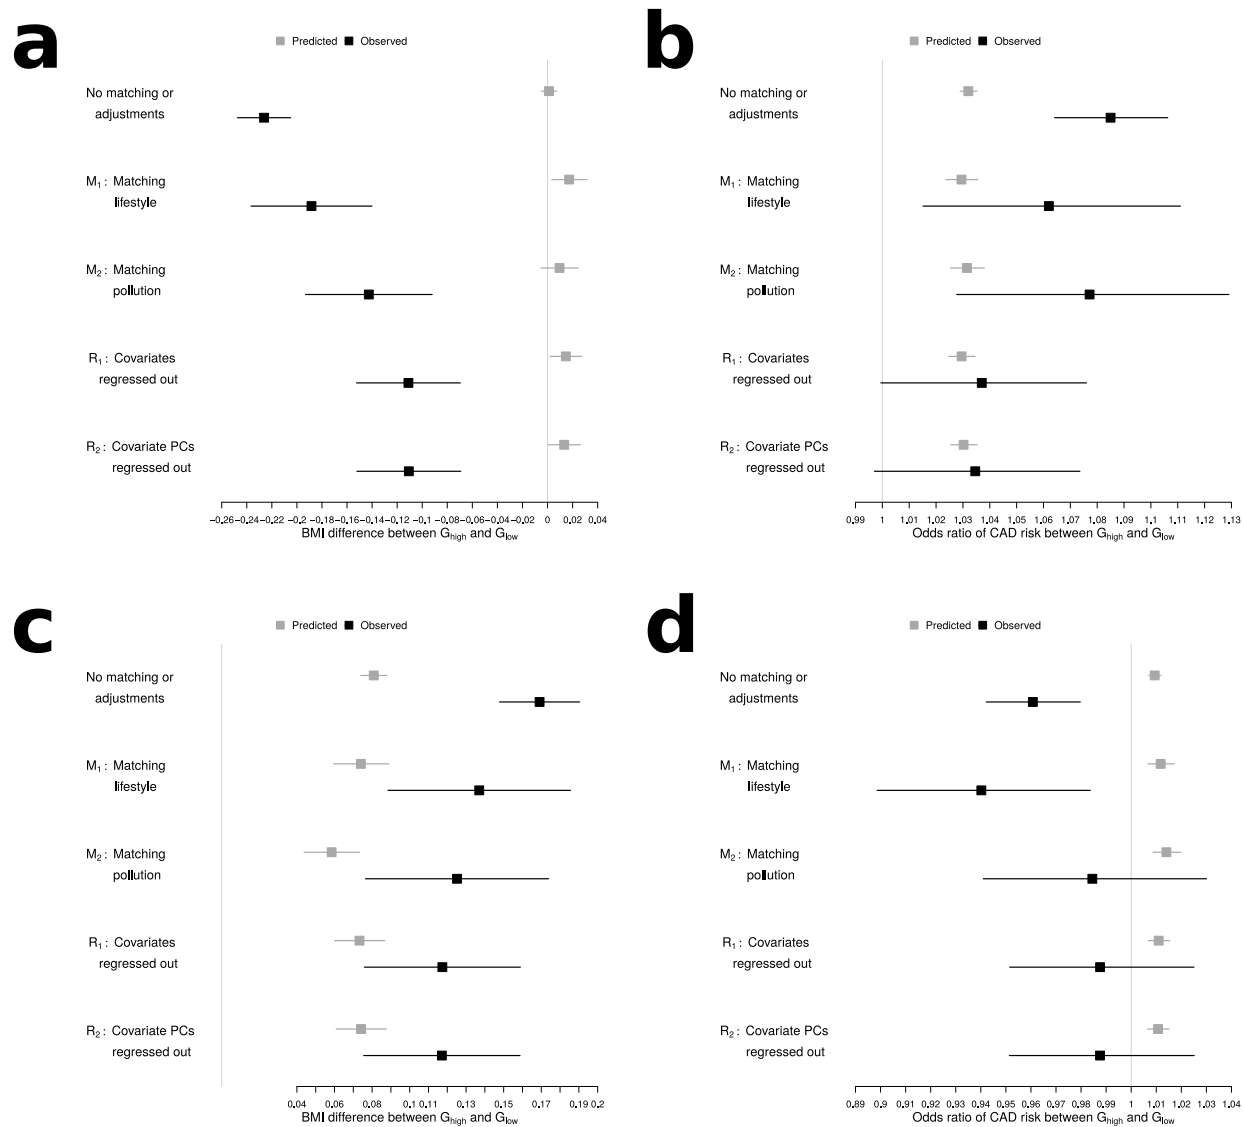 a
Predicted Observed
No matching or
adjustments
M1: Matching
lifestyle
M2: Matching
pollution
R1: Covariates
regressed out
R2: Covariate PCs
regressed out
−0.26 −0.24 −0.22 −0.2 −0.18 −0.16 −0.14 −0.12 −0.1 −0.08 −0.06 −0.04 −0.02 0 0.02 0.04
BMI difference between Ghigh and Glow
b
Predicted Observed
No matching or
adjustments
M1: Matching
lifestyle
M2: Matching
pollution
R1: Covariates
regressed out
R2: Covariate PCs
regressed out
0.99 1 1.01 1.02 1.03 1.04 1.05 1.06 1.07 1.08 1.09 1.1 1.11 1.12 1.13
Odds ratio of CAD risk between Ghigh and Glow
c
Predicted Observed
No matching or
adjustments
M1: Matching
lifestyle
M2: Matching
pollution
R1: Covariates
regressed out
R2: Covariate PCs
regressed out
0.04 0.06 0.08 0.1 0.11 0.13 0.15 0.17 0.19 0.2
BMI difference between Ghigh and Glow
d
Predicted Observed
No matching or
adjustments
M1: Matching
lifestyle
M2: Matching
pollution
R1: Covariates
regressed out
R2: Covariate PCs
regressed out
0.89 0.9 0.91 0.92 0.93 0.94 0.95 0.96 0.97 0.98 0.99 1 1.01 1.02 1.03 1.04
Odds ratio of CAD risk between Ghigh and Glow